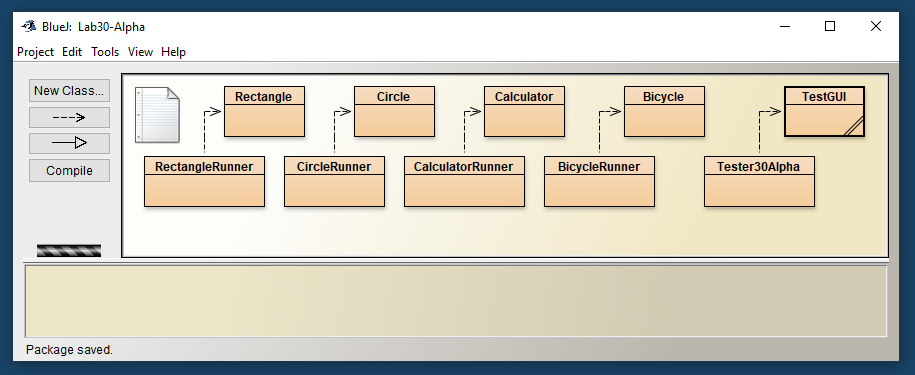 BlueJ: Lab30-Alpha
Project Edit Tools View Help
New Class...
Compile
Rectangle
Circle
Calculator
Bicycle
TestGUI
RectangleRunner
CircleRunner
CalculatorRunner
BicycleRunner
Tester30Alpha
Package saved.